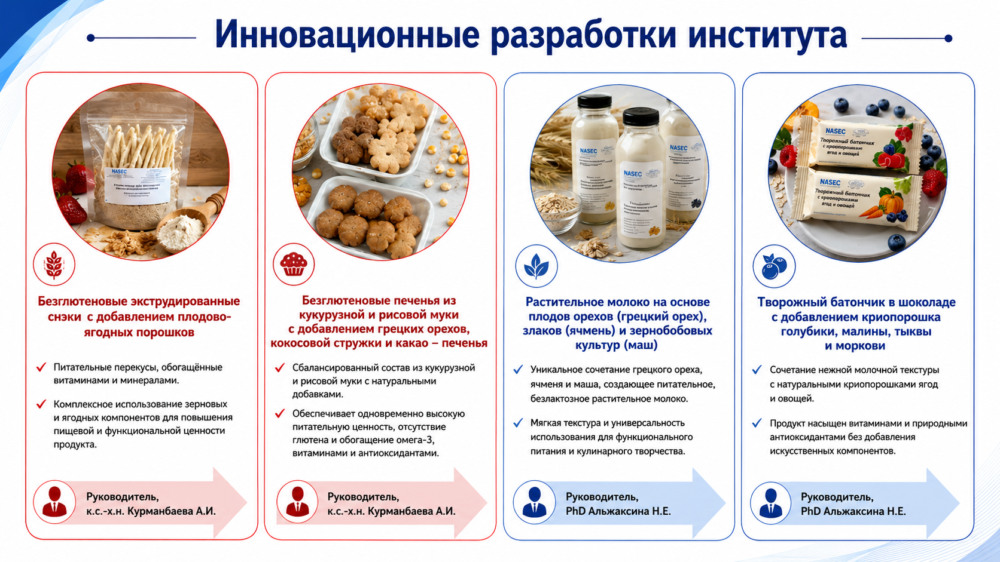 Инновационные разработки института
NASEC
Безглютеновые экструдированные
снэки с добавлением плодово-
ягодных порошков
Питательные перекусы, обогащённые
витаминами и минералами.
Комплексное использование зерновых
и ягодных компонентов для повышения
пищевой и функциональной ценности
продукта.
Руководитель,
к.с.-х.н. Курманбаева А.И.
Безглютеновые печенья из
кукурузной и рисовой муки
с добавлением грецких орехов,
кокосовой стружки и какао – печенья
Сбалансированный состав из кукурузной
и рисовой муки с натуральными
добавками.
Обеспечивает одновременно высокую
питательную ценность, отсутствие
глютена и обогащение омега-3,
витаминами и антиоксидантами.
Руководитель,
к.с.-х.н. Курманбаева А.И.
NASEC
NASEC
NASEC
Растительное молоко на основе
плодов орехов (грецкий орех),
злаков (ячмень) и зернобобовых
культур (маш)
Уникальное сочетание грецкого ореха,
ячменя и маша, создающее питательное,
безлактозное растительное молоко.
Мягкая текстура и универсальность
использования для функционального
питания и кулинарного творчества.
Руководитель,
PhD Альжаксина Н.Е.
NASEC
Творожный батончик
с криопорошками
ягод и овощей
NASEC
Творожный батончик
с криопорошками
ягод и овощей
Творожный батончик в шоколаде
с добавлением криопорошка
голубики, малины, тыквы
и моркови
Сочетание нежной молочной текстуры
с натуральными криопорошками ягод
и овощей.
Продукт насыщен витаминами и природными
антиоксидантами без добавления
искусственных компонентов.
Руководитель,
PhD Альжаксина Н.Е.